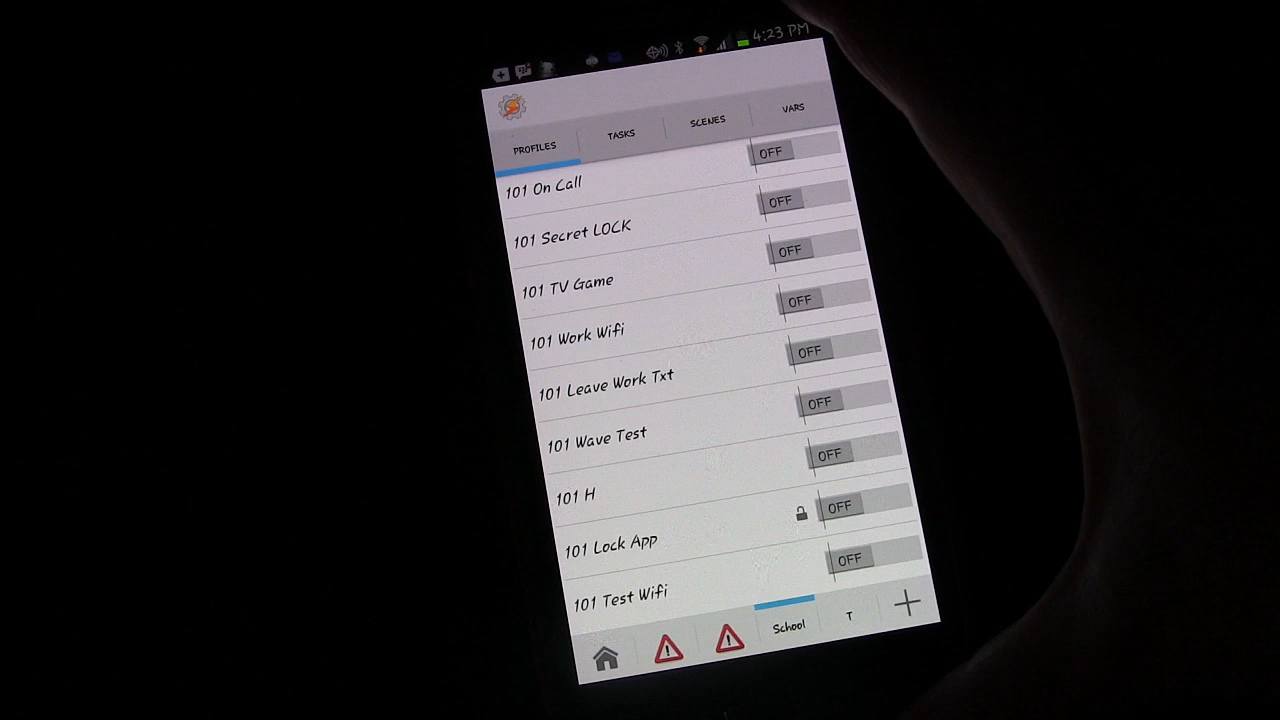 4:23 PM
PROFILES TASKS SCENES VARS
101 On Call OFF
101 Secret LOCK OFF
101 TV Game OFF
101 Work Wifi OFF
101 Leave Work Txt OFF
101 Wave Test OFF
101 H OFF
101 Lock App OFF
101 Test Wifi OFF
School T